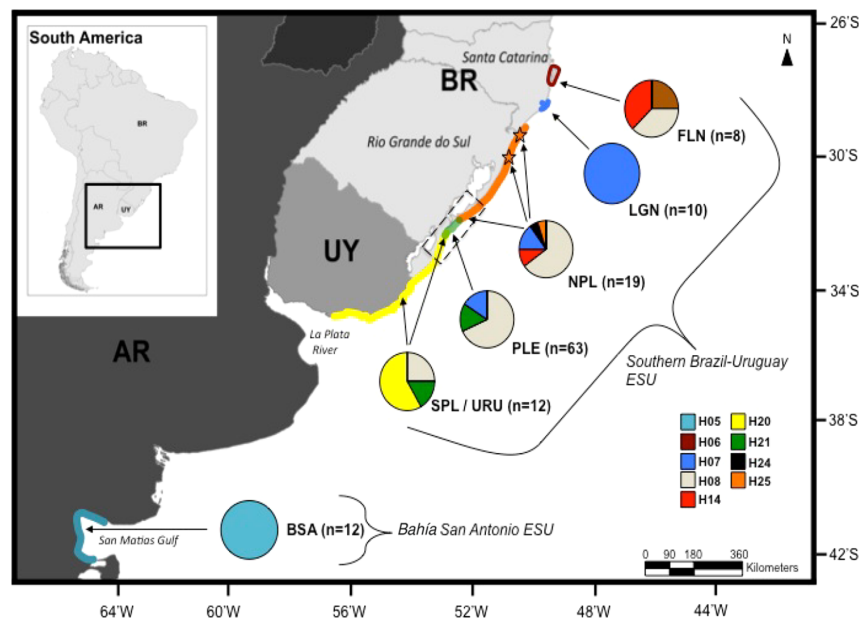 South America
BR
AR
UY
Santa Catarina
BR
Rio Grande do Sul
UY
AR
La Plata
River
San Matias Gulf
FLN (n=8)
LGN (n=10)
NPL (n=19)
PLE (n=63)
SPL / URU (n=12)
BSA (n=12)
Southern Brazil-Uruguay
ESU
Bahía San Antonio ESU
H05
H06
H07
H08
H14
H20
H21
H24
H25
N
0 90 180 360
Kilometers
26°S
30°S
34°S
38°S
42°S
64°W 60°W 56°W 52°W 48°W 44°W